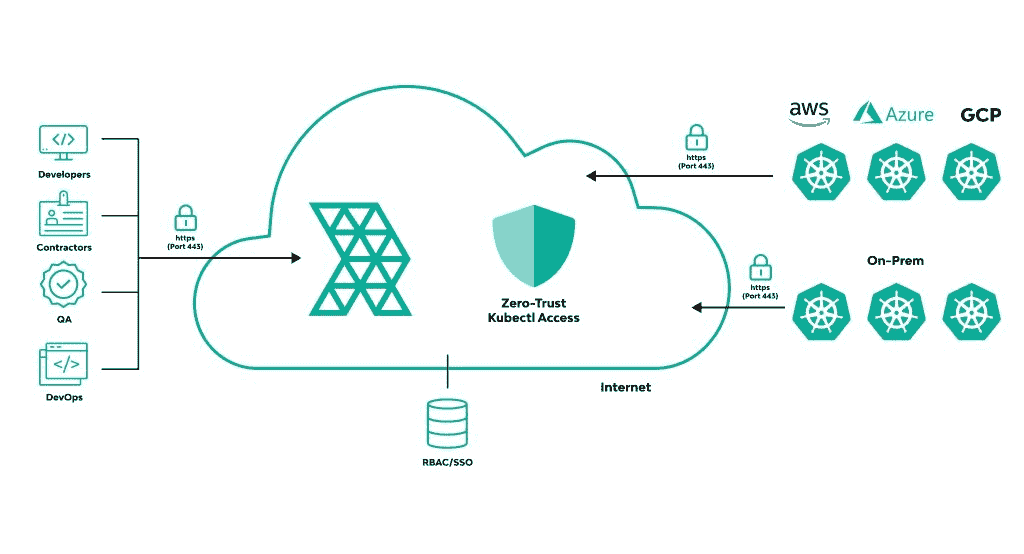 aws
Azure
GCP
Developers
Contractors
QA
DevOps
https
(Port 443)
https
(Port 443)
On-Prem
https
(Port 443)
Zero-Trust
Kubectl Access
Internet
RBAC/SSO